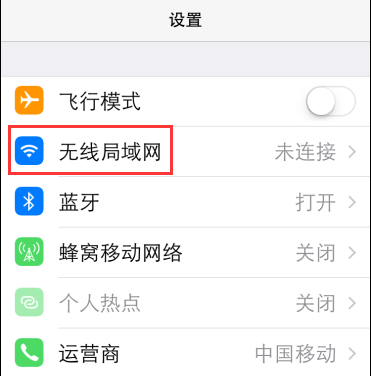 设置
飞行模式
无线局域网 未连接
蓝牙 打开
蜂窝移动网络 关闭
个人热点 关闭
运营商 中国移动